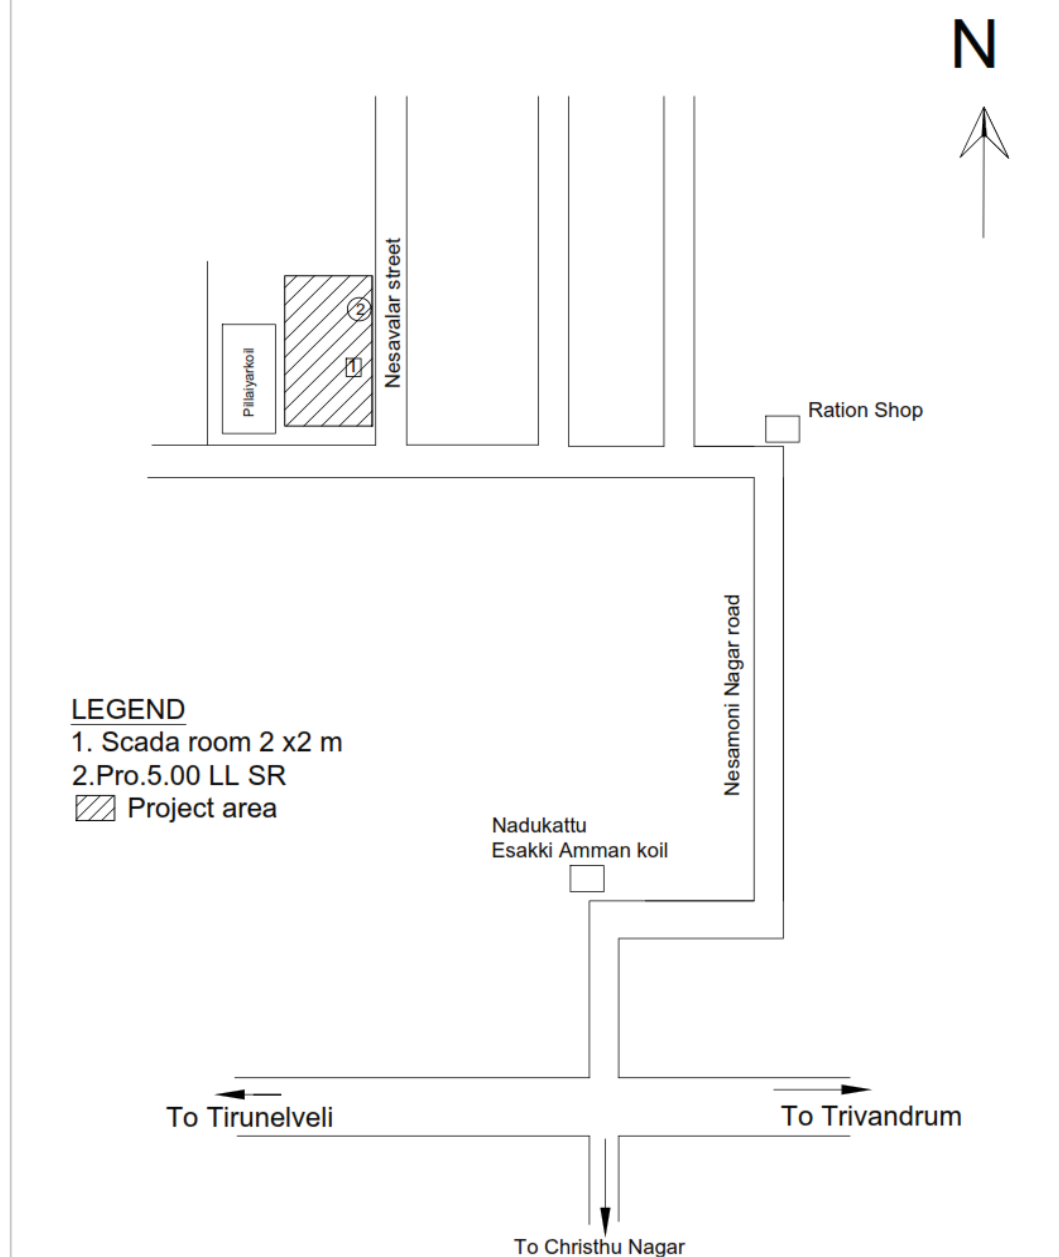 N
Nesavalar street
2
1
Pillaiyarkoil
Ration Shop
Nesamoni Nagar road
LEGEND
1. Scada room 2 x2 m
2.Pro.5.00 LL SR
Project area
Nadukattu
Esakki Amman koil
To Tirunelveli
To Trivandrum
To Christhu Nagar